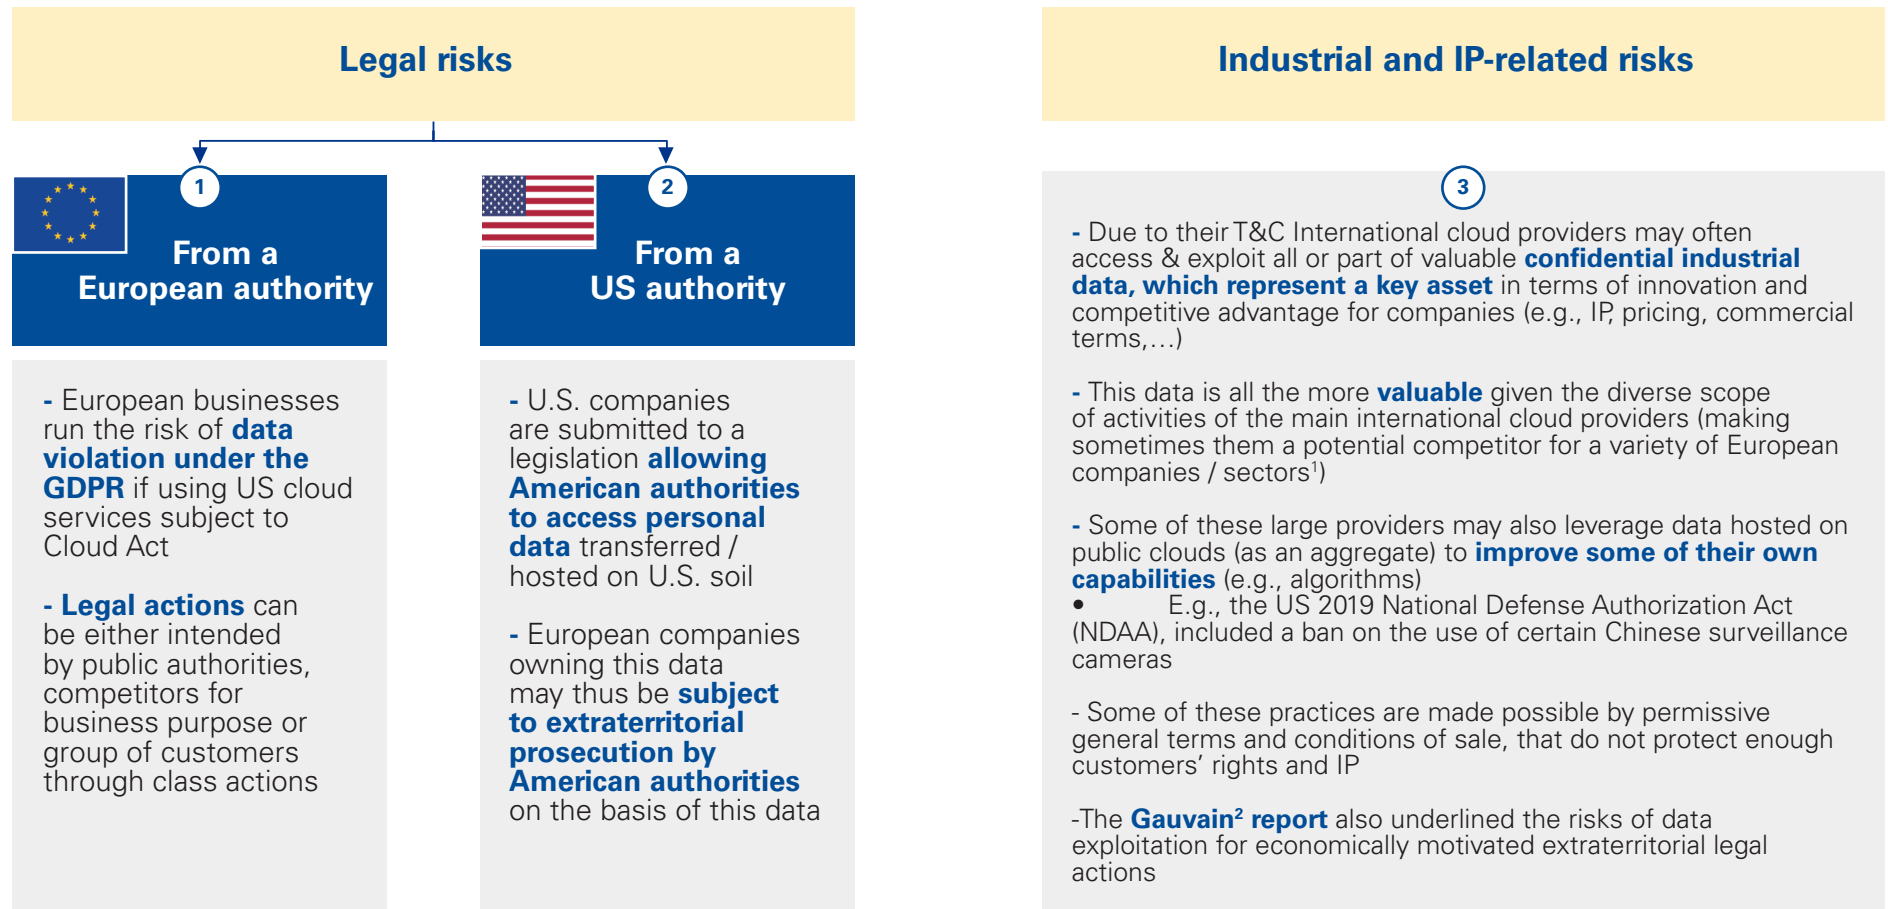 Legal risks
1
From a
European authority
- European businesses
run the risk of data
violation under the
GDPR if using US cloud
services subject to
Cloud Act
- Legal actions can
be either intended
by public authorities,
competitors for
business purpose or
group of customers
through class actions
2
From a
US authority
- U.S. companies
are submitted to a
legislation allowing
American authorities
to access personal
data transferred /
hosted on U.S. soil
- European companies
owning this data
may thus be subject
to extraterritorial
prosecution by
American authorities
on the basis of this data
Industrial and IP-related risks
3
- Due to their T&C International cloud providers may often
access & exploit all or part of valuable confidential industrial
data, which represent a key asset in terms of innovation and
competitive advantage for companies (e.g., IP, pricing, commercial
terms,…)
- This data is all the more valuable given the diverse scope
of activities of the main international cloud providers (making
sometimes them a potential competitor for a variety of European
companies / sectors¹)
- Some of these large providers may also leverage data hosted on
public clouds (as an aggregate) to improve some of their own
capabilities (e.g., algorithms)
• E.g., the US 2019 National Defense Authorization Act
(NDAA), included a ban on the use of certain Chinese surveillance
cameras
- Some of these practices are made possible by permissive
general terms and conditions of sale, that do not protect enough
customers’ rights and IP
-The Gauvain² report also underlined the risks of data
exploitation for economically motivated extraterritorial legal
actions